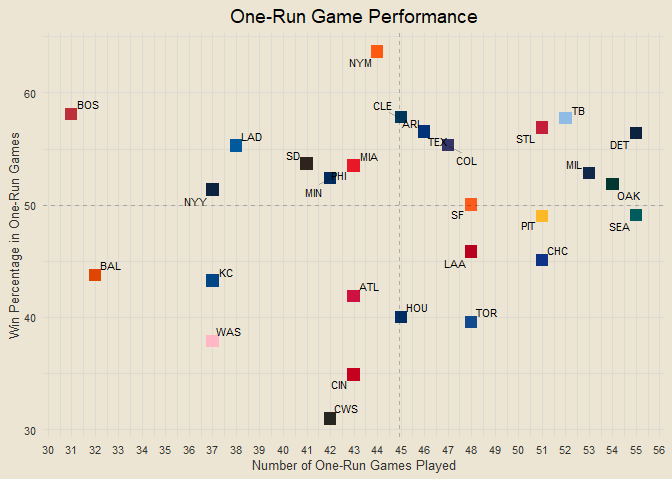 One-Run Game Performance
NYM
60
BOS
CLE
TB
ARI
STL
DET
LAD
TEX
COL
SD
MIA
MIL
PHI
MIN
OAK
NYY
50
SF
PIT
SEA
LAA
CHC
BAL
KC
ATL
HOU
TOR
40
WAS
CIN
CWS
30
Win Percentage in One-Run Games
30 31 32 33 34 35 36 37 38 39 40 41 42 43 44 45 46 47 48 49 50 51 52 53 54 55 56
Number of One-Run Games Played